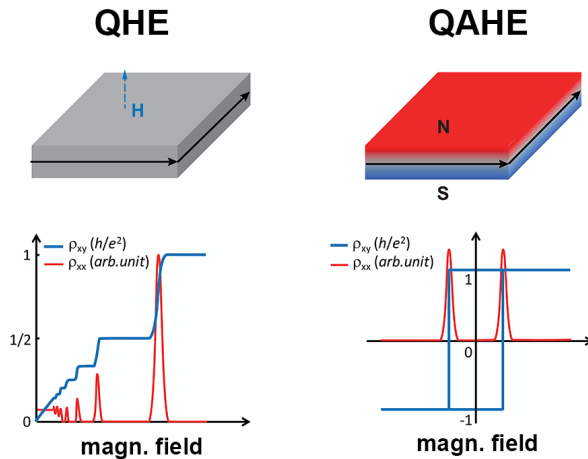 QHE
QAHE
H
N
S
ρxy (h/e²)
ρxx (arb.unit)
1
1/2
0
magn. field
ρxy (h/e²)
ρxx (arb.unit)
1
0
-1
magn. field